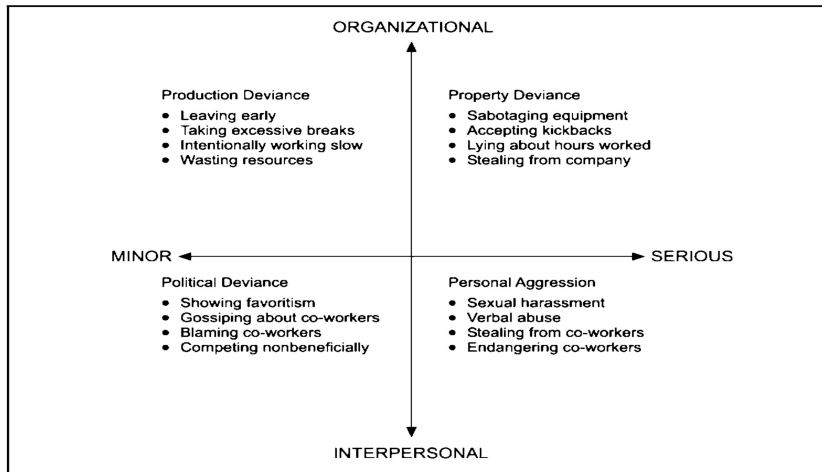 ORGANIZATIONAL
Production Deviance
• Leaving early
• Taking excessive breaks
• Intentionally working slow
• Wasting resources
Property Deviance
• Sabotaging equipment
• Accepting kickbacks
• Lying about hours worked
• Stealing from company
MINOR
SERIOUS
Political Deviance
• Showing favoritism
• Gossiping about co-workers
• Blaming co-workers
• Competing nonbeneficially
Personal Aggression
• Sexual harassment
• Verbal abuse
• Stealing from co-workers
• Endangering co-workers
INTERPERSONAL